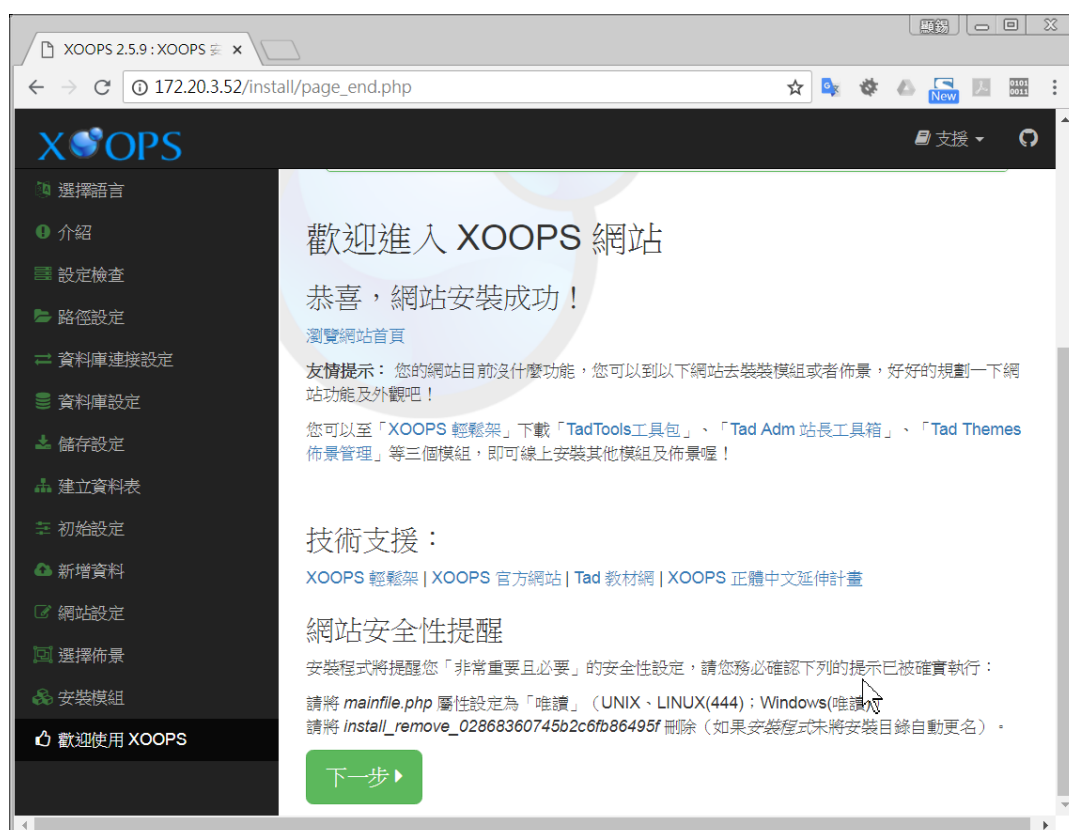 顯錫
XOOPS 2.5.9 : XOOPS 安
172.20.3.52/install/page_end.php
New
0101
0011
XOOPS
支援
選擇語言
介紹
設定檢查
路徑設定
資料庫連接設定
資料庫設定
儲存設定
建立資料表
初始設定
新增資料
網站設定
選擇佈景
安裝模組
歡迎使用 XOOPS
歡迎進入 XOOPS 網站
恭喜，網站安裝成功！
瀏覽網站首頁
友情提示： 您的網站目前沒什麼功能，您可以到以下網站去裝裝模組或者佈景，好好的規劃一下網
站功能及外觀吧！
您可以至「XOOPS 輕鬆架」下載「TadTools工具包」、「Tad Adm 站長工具箱」、「Tad Themes
佈景管理」等三個模組，即可線上安裝其他模組及佈景喔！
技術支援：
XOOPS 輕鬆架 | XOOPS 官方網站 | Tad 教材網 | XOOPS 正體中文延伸計畫
網站安全性提醒
安裝程式將提醒您「非常重要且必要」的安全性設定，請您務必確認下列的提示已被確實執行：
請將 mainfile.php 屬性設定為「唯讀」（UNIX、LINUX(444)；Windows(唯讀)
請將 install_remove_02868360745b2c6fb86495f 刪除（如果安裝程式未將安裝目錄自動更名）。
下一步